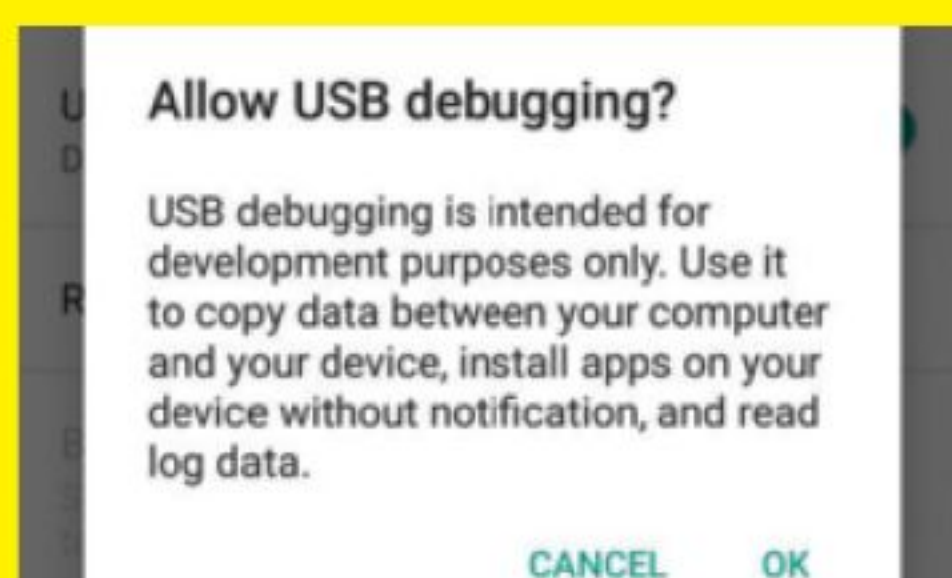 Allow USB debugging?
USB debugging is intended for
development purposes only. Use it
to copy data between your computer
and your device, install apps on your
device without notification, and read
log data.
CANCEL OK